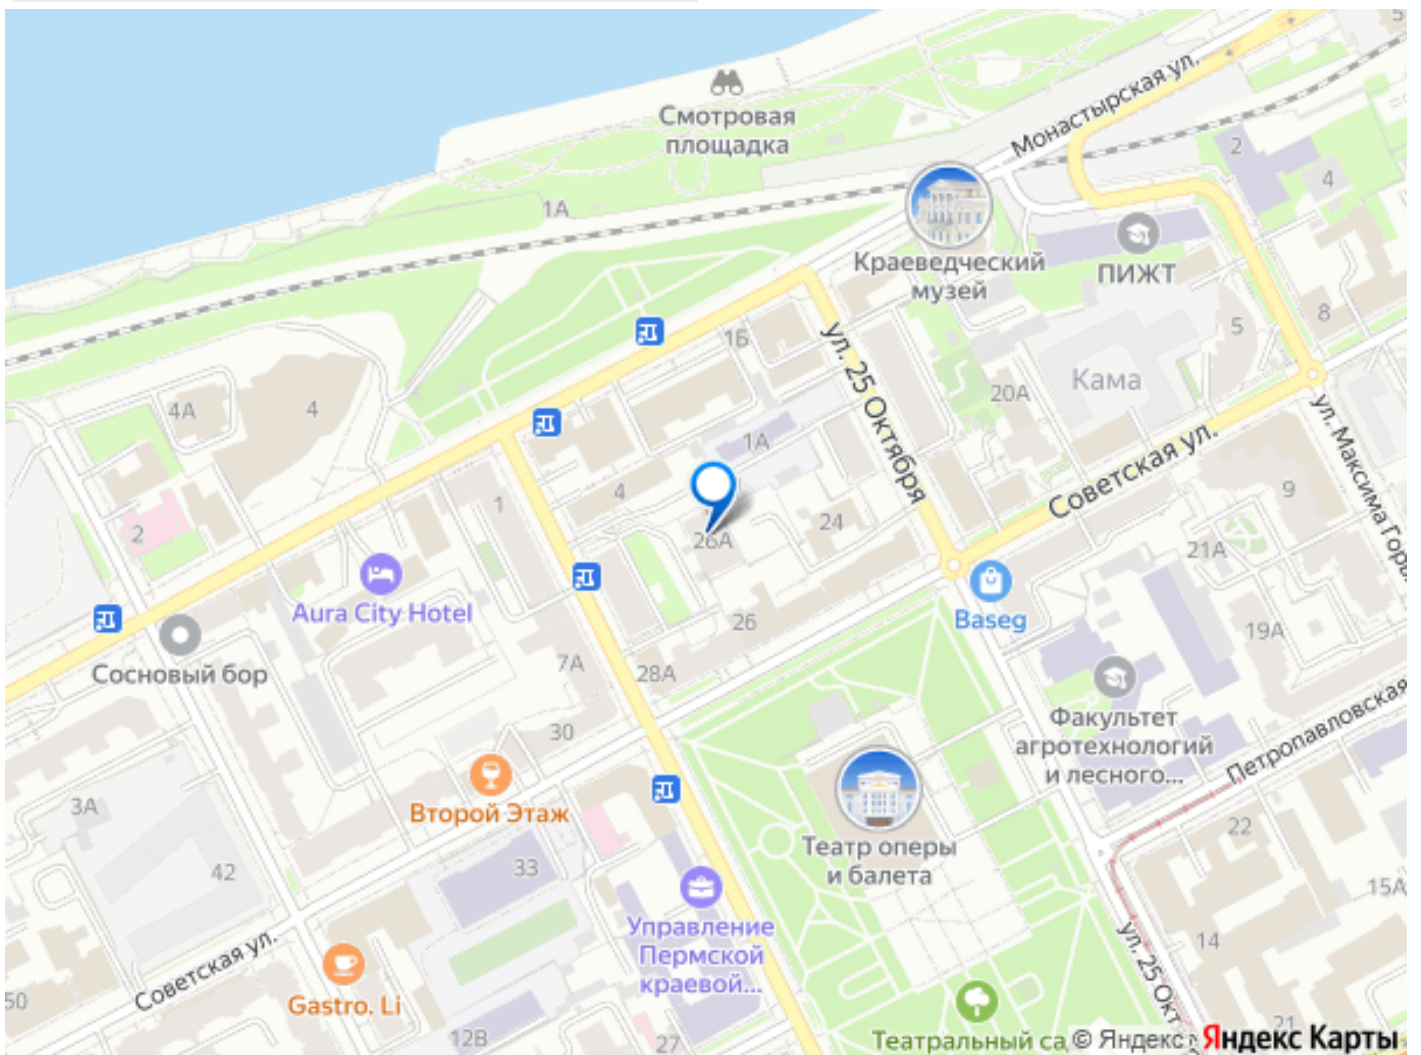 5
Монастырская ул.
Смотровая
площадка
2
4
1А
Краеведческий
музей
ПИЖТ
1Б
ул. 25 Октября
5
8
20А
Кама
4А
4
1А
ул. Максима Горь
Советская ул.
1
4
9
2
26А
24
21А
Aura City Hotel
Baseg
26
19А
Сосновый бор
7А
28А
Факультет
агротехнологий
и лесного...
Петропавловская
30
Второй Этаж
3А
22
Театр оперы
и балета
42
33
15А
Управление
Пермской
краевой...
ул. 25 Окт
14
Советская ул.
50
Gastro. Li
12В
27
21
Театральный са
© Яндекс
Яндекс Карты